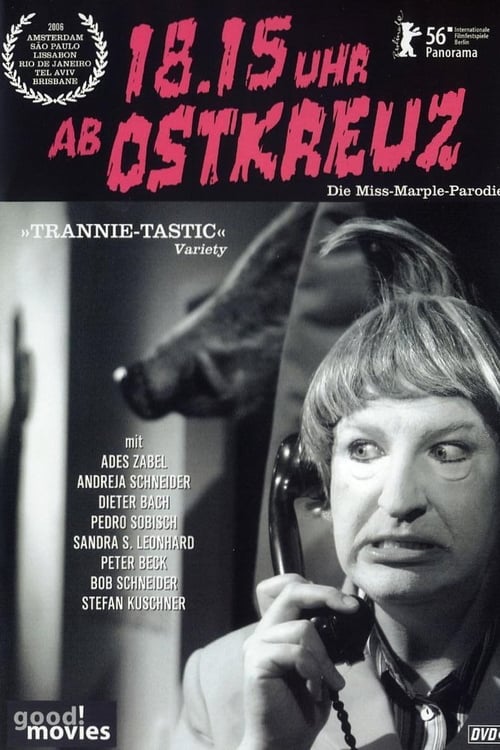 2006
AMSTERDAM
SÃO PAULO
LISSABON
RIO DE JANEIRO
TEL AVIV
BRISBANE
56
Internationale
Filmfestspiele
Berlin
Panorama
18.15 UHR
AB OSTKREUZ
Die Miss-Marple-Parodie
»TRANNIE-TASTIC«
Variety
mit
ADES ZABEL
ANDREJA SCHNEIDER
DIETER BACH
PEDRO SOBISCH
SANDRA S. LEONHARD
PETER BECK
BOB SCHNEIDER
STEFAN KUSCHNER
good!
movies
DVD